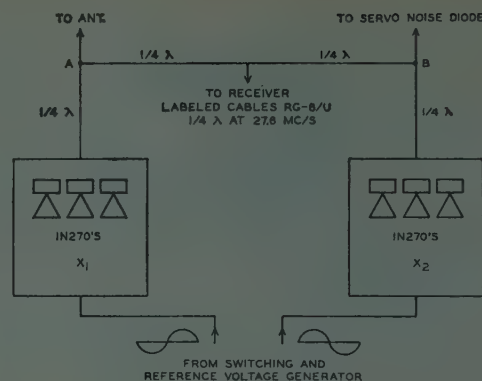 TO ANT.
TO SERVO NOISE DIODE
A
1/4 λ
1/4 λ
B
TO RECEIVER
LABELED CABLES RG-8/U
1/4 λ AT 27.6 MC/S
1/4 λ
1/4 λ
IN270'S
X1
IN270'S
X2
FROM SWITCHING AND
REFERENCE VOLTAGE GENERATOR